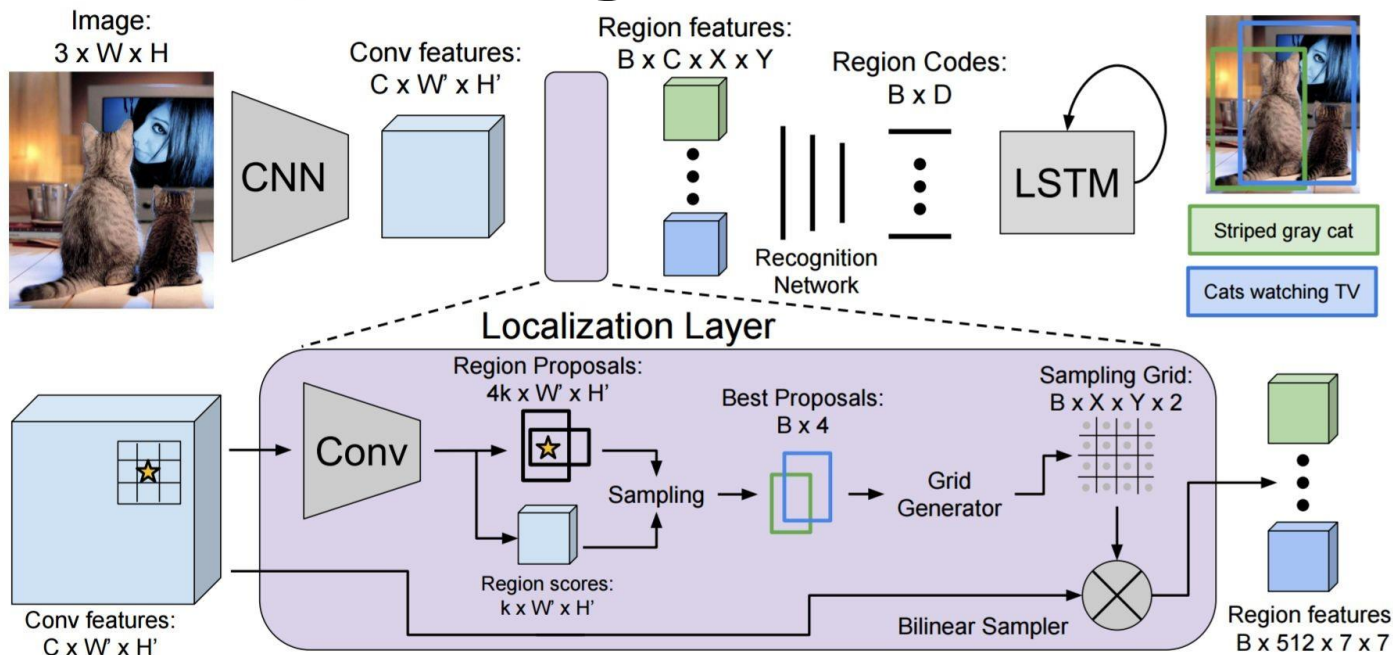 Image:
3 x W x H
Conv features:
C x W' x H'
Region features:
B x C x X x Y
Region Codes:
B x D
CNN
LSTM
Recognition
Network
Striped gray cat
Cats watching TV
Localization Layer
Region Proposals:
4k x W' x H'
Best Proposals:
B x 4
Sampling Grid:
B x X x Y x 2
Conv
Sampling
Grid
Generator
Region scores:
k x W' x H'
Bilinear Sampler
Conv features:
C x W' x H'
Region features
B x 512 x 7 x 7